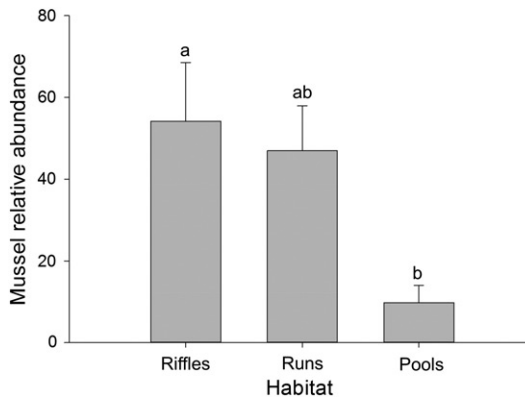 80
60
40
20
0
Mussel relative abundance
a
ab
b
Riffles Runs Pools
Habitat